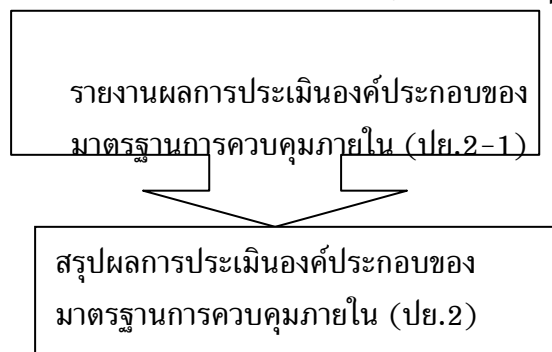 รายงานผลการประเมินองค์ประกอบของ
มาตรฐานการควบคุมภายใน (ปย.2-1)
สรุปผลการประเมินองค์ประกอบของ
มาตรฐานการควบคุมภายใน (ปย.2)